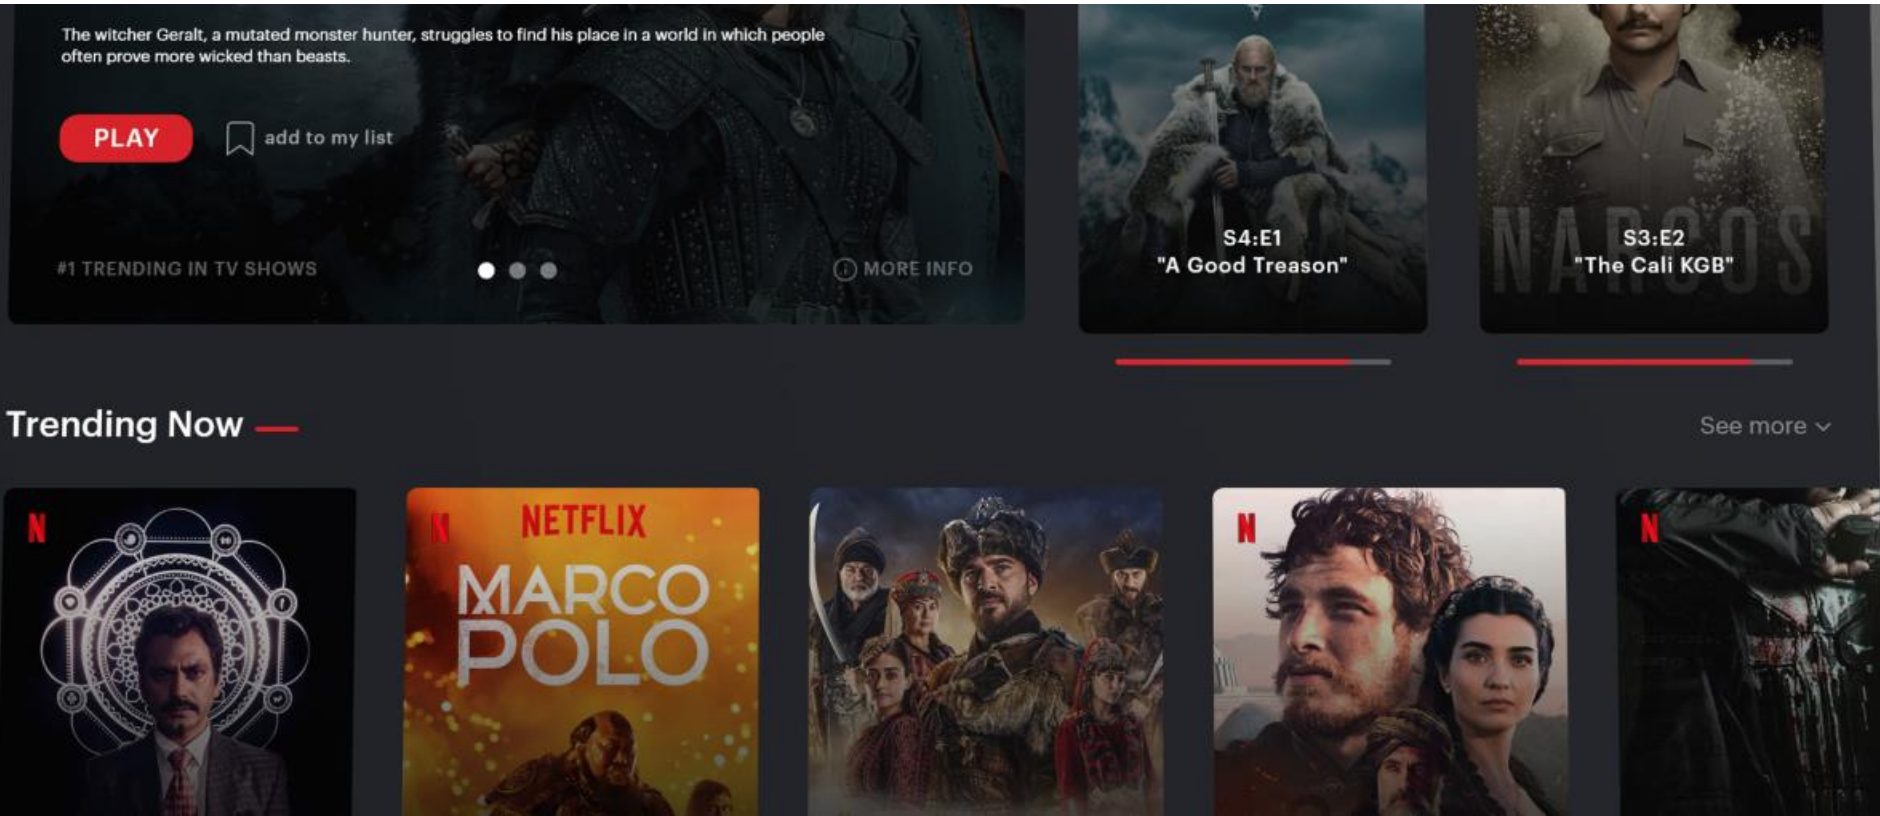 The witcher Geralt, a mutated monster hunter, struggles to find his place in a world in which people
often prove more wicked than beasts.
PLAY
add to my list
#1 TRENDING IN TV SHOWS
MORE INFO
S4:E1
"A Good Treason"
NARCOS
S3:E2
"The Cali KGB"
Trending Now
See more
N
N
NETFLIX
MARCO
POLO
N
N